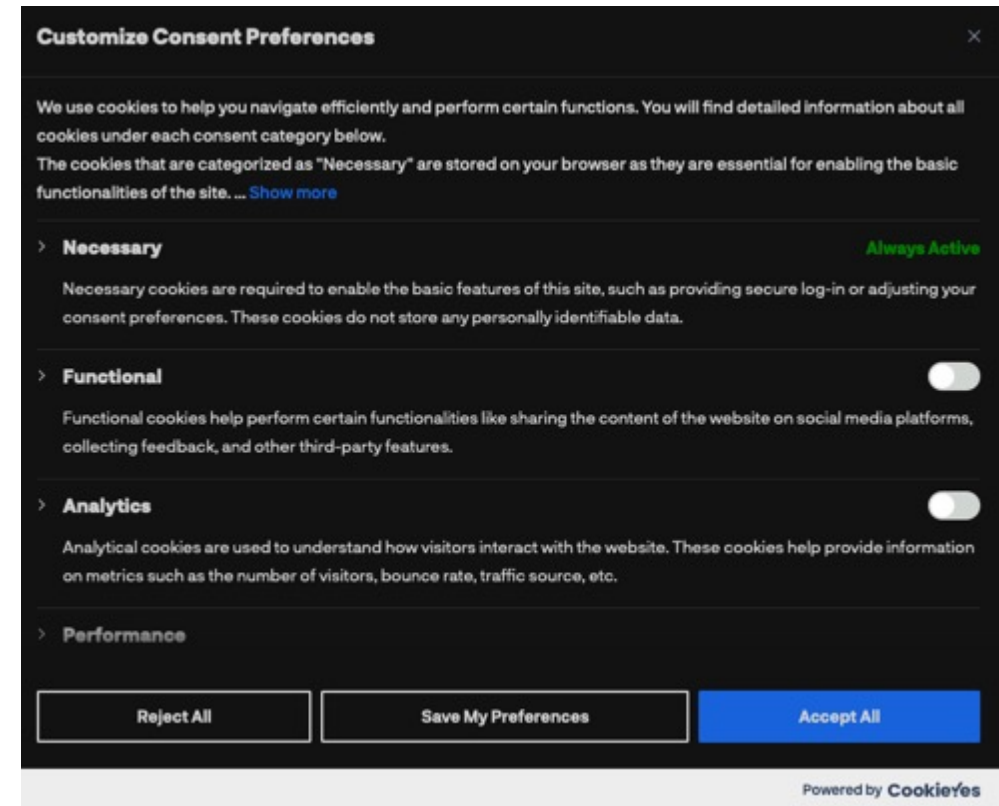 Customize Consent Preferences
We use cookies to help you navigate efficiently and perform certain functions. You will find detailed information about all
cookies under each consent category below.
The cookies that are categorized as "Necessary" are stored on your browser as they are essential for enabling the basic
functionalities of the site. ... Show more
Necessary
Always Active
Necessary cookies are required to enable the basic features of this site, such as providing secure log-in or adjusting your
consent preferences. These cookies do not store any personally identifiable data.
Functional
Functional cookies help perform certain functionalities like sharing the content of the website on social media platforms,
collecting feedback, and other third-party features.
Analytics
Analytical cookies are used to understand how visitors interact with the website. These cookies help provide information
on metrics such as the number of visitors, bounce rate, traffic source, etc.
Performance
Reject All
Save My Preferences
Accept All
Powered by CookieYes